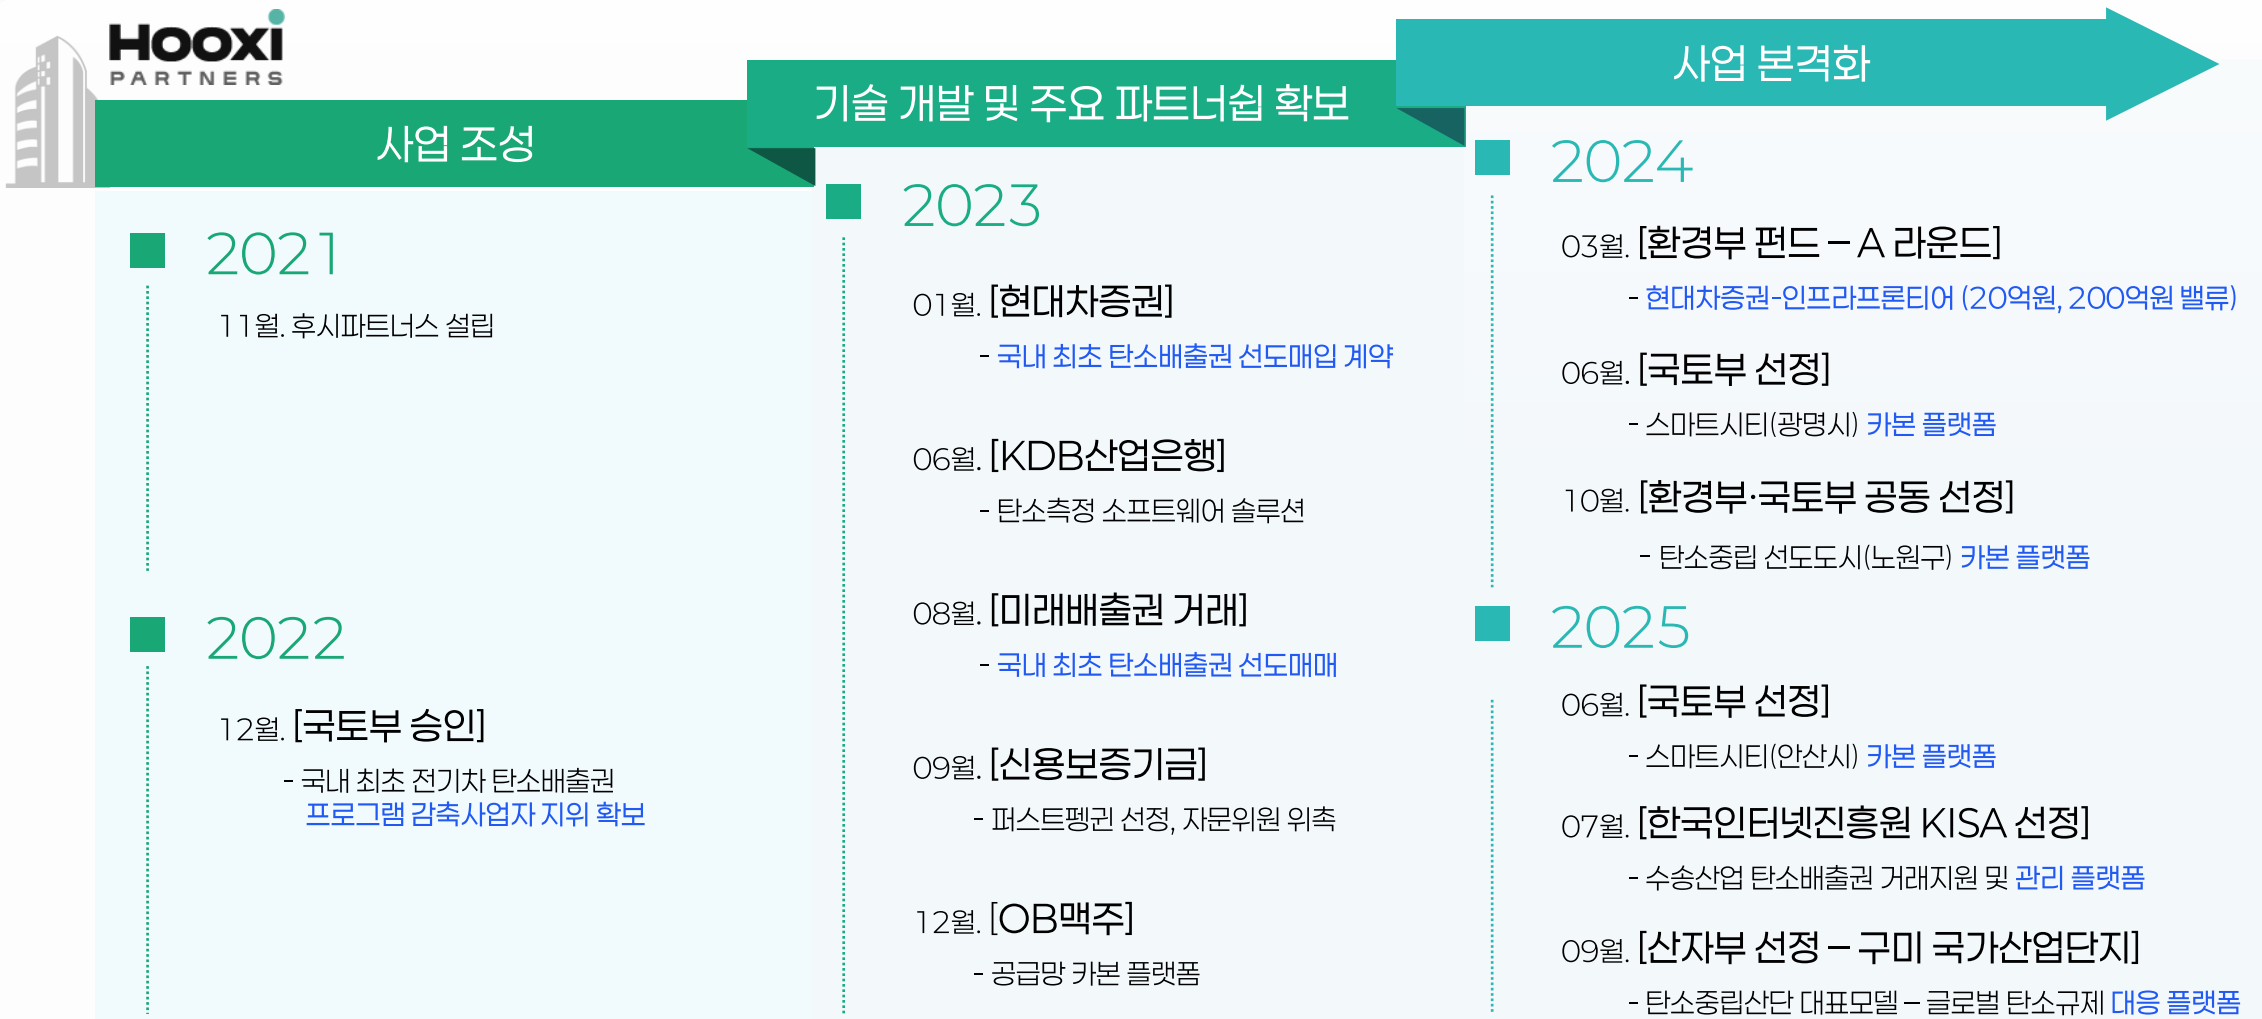 HOOXI
PARTNERS
사업 조성
2021
11월. 후시파트너스 설립
2022
12월. [국토부 승인]
- 국내 최초 전기차 탄소배출권
프로그램 감축사업자 지위 확보
기술 개발 및 주요 파트너쉽 확보
2023
01월. [현대차증권]
- 국내 최초 탄소배출권 선도매입 계약
06월. [KDB산업은행]
- 탄소측정 소프트웨어 솔루션
08월. [미래배출권 거래]
- 국내 최초 탄소배출권 선도매매
09월. [신용보증기금]
- 퍼스트펭귄 선정, 자문위원 위촉
12월. [OB맥주]
- 공급망 카본 플랫폼
사업 본격화
2024
03월. [환경부 펀드 – A 라운드]
- 현대차증권-인프라프론티어 (20억원, 200억원 밸류)
06월. [국토부 선정]
- 스마트시티(광명시) 카본 플랫폼
10월. [환경부·국토부 공동 선정]
- 탄소중립 선도도시(노원구) 카본 플랫폼
2025
06월. [국토부 선정]
- 스마트시티(안산시) 카본 플랫폼
07월. [한국인터넷진흥원 KISA 선정]
- 수송산업 탄소배출권 거래지원 및 관리 플랫폼
09월. [산자부 선정 – 구미 국가산업단지]
- 탄소중립산단 대표모델 – 글로벌 탄소규제 대응 플랫폼